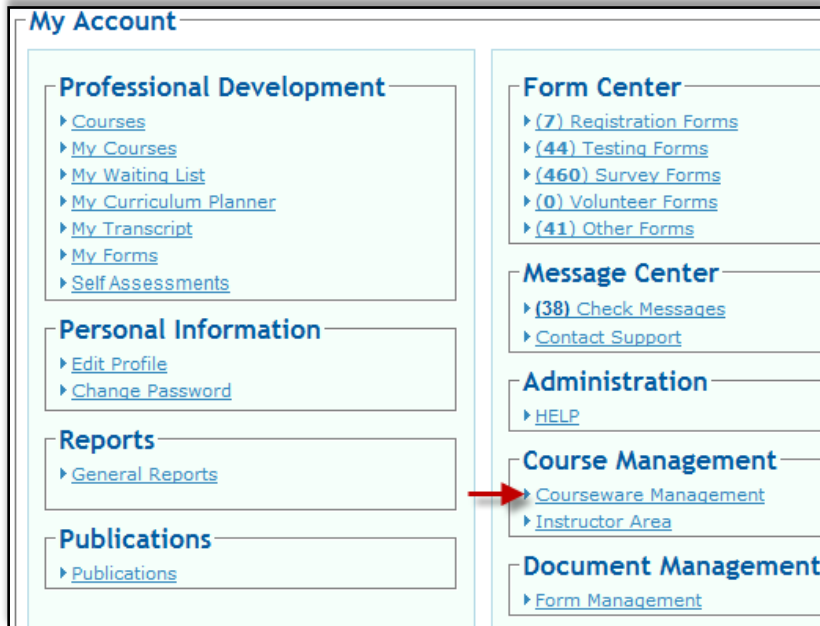 My Account
Professional Development
Courses
My Courses
My Waiting List
My Curriculum Planner
My Transcript
My Forms
Self Assessments
Personal Information
Edit Profile
Change Password
Reports
General Reports
Publications
Publications
Form Center
(7) Registration Forms
(44) Testing Forms
(460) Survey Forms
(0) Volunteer Forms
(41) Other Forms
Message Center
(38) Check Messages
Contact Support
Administration
HELP
Course Management
Courseware Management
Instructor Area
Document Management
Form Management